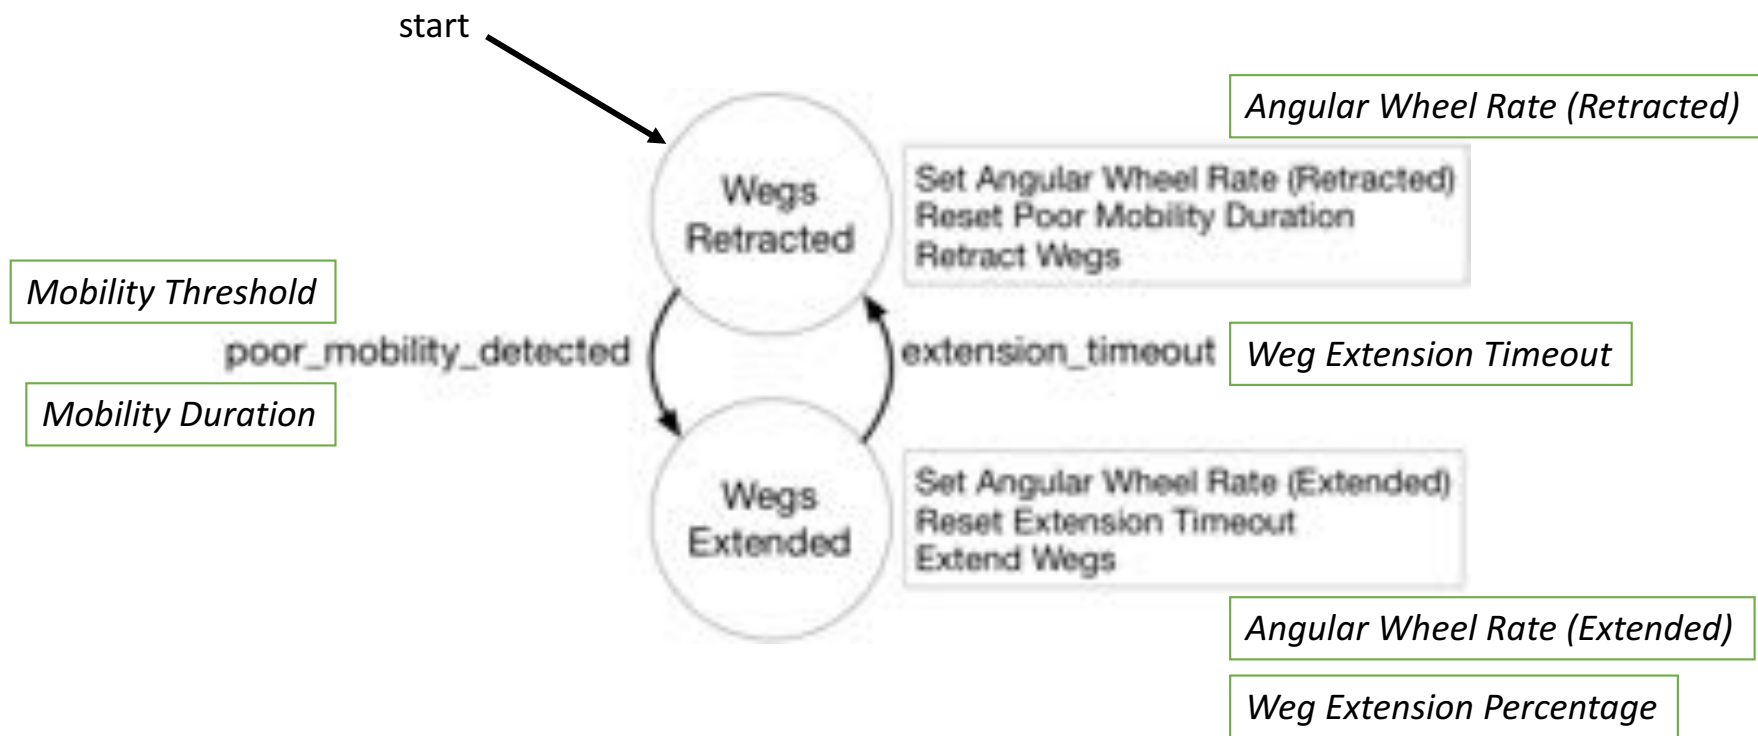 start
Angular Wheel Rate (Retracted)
Wegs
Retracted
Set Angular Wheel Rate (Retracted)
Reset Poor Mobility Duration
Retract Wegs
Mobility Threshold
poor_mobility_detected
extension_timeout
Weg Extension Timeout
Mobility Duration
Wegs
Extended
Set Angular Wheel Rate (Extended)
Reset Extension Timeout
Extend Wegs
Angular Wheel Rate (Extended)
Weg Extension Percentage